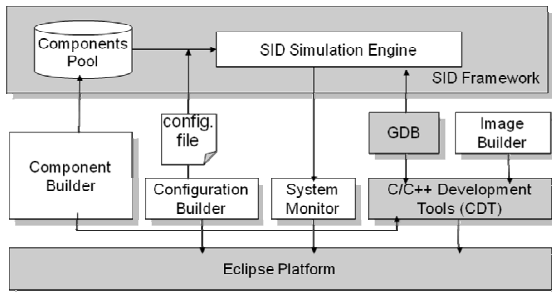 Components
Pool
SID Simulation Engine
SID Framework
config.
file
GDB
Image
Builder
Component
Builder
Configuration
Builder
System
Monitor
C/C++ Development
Tools (CDT)
Eclipse Platform